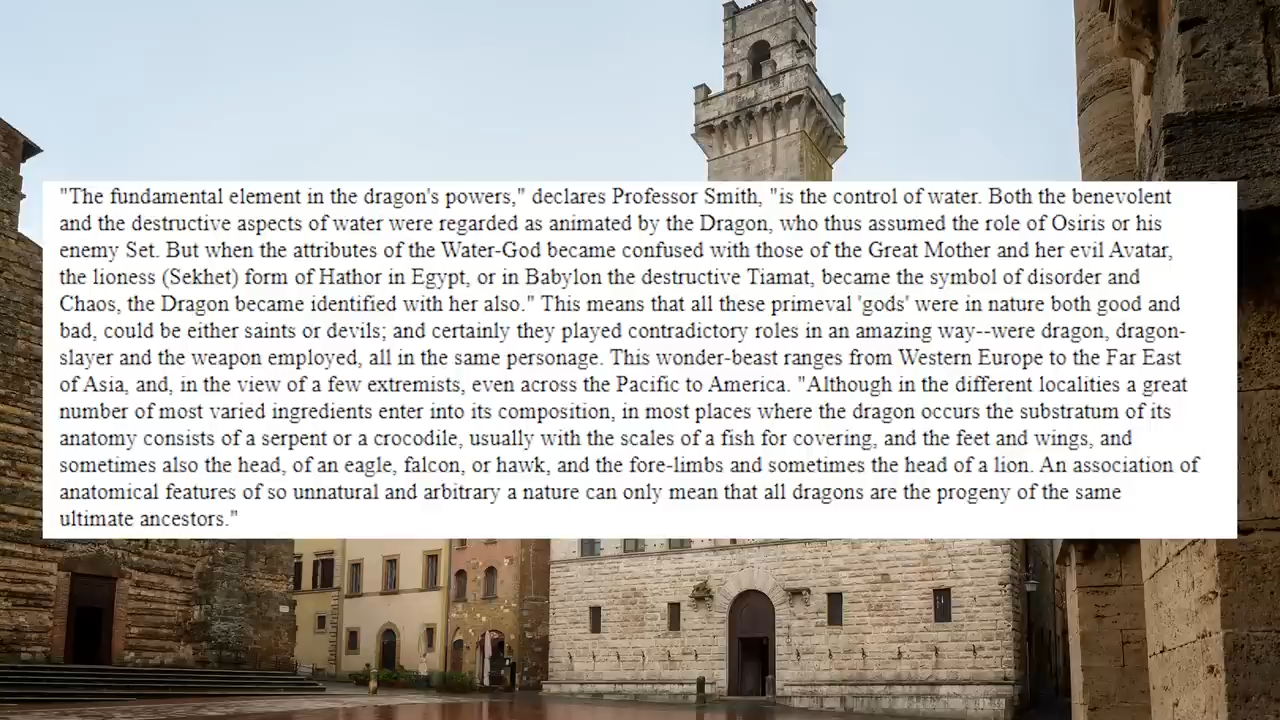 "The fundamental element in the dragon's powers," declares Professor Smith, "is the control of water. Both the benevolent
and the destructive aspects of water were regarded as animated by the Dragon, who thus assumed the role of Osiris or his
enemy Set. But when the attributes of the Water-God became confused with those of the Great Mother and her evil Avatar,
the lioness (Sekhet) form of Hathor in Egypt, or in Babylon the destructive Tiamat, became the symbol of disorder and
Chaos, the Dragon became identified with her also." This means that all these primeval 'gods' were in nature both good and
bad, could be either saints or devils; and certainly they played contradictory roles in an amazing way--were dragon, dragon-
slayer and the weapon employed, all in the same personage. This wonder-beast ranges from Western Europe to the Far East
of Asia, and, in the view of a few extremists, even across the Pacific to America. "Although in the different localities a great
number of most varied ingredients enter into its composition, in most places where the dragon occurs the substratum of its
anatomy consists of a serpent or a crocodile, usually with the scales of a fish for covering, and the feet and wings, and
sometimes also the head, of an eagle, falcon, or hawk, and the fore-limbs and sometimes the head of a lion. An association of
anatomical features of so unnatural and arbitrary a nature can only mean that all dragons are the progeny of the same
ultimate ancestors."